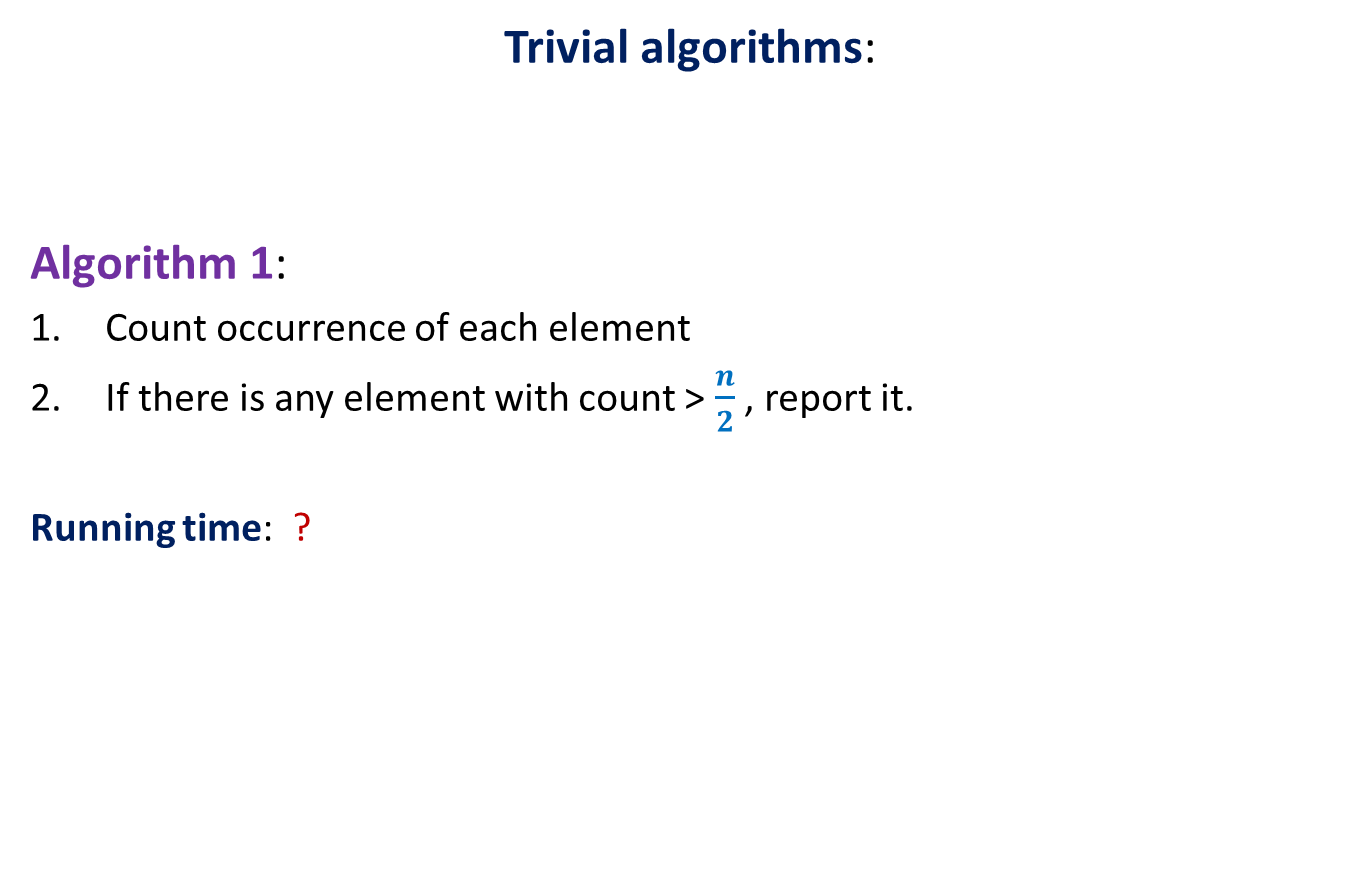 Trivial algorithms:
Algorithm 1:
1. Count occurrence of each element
2. If there is any element with count > n/2 , report it.
Running time: ?